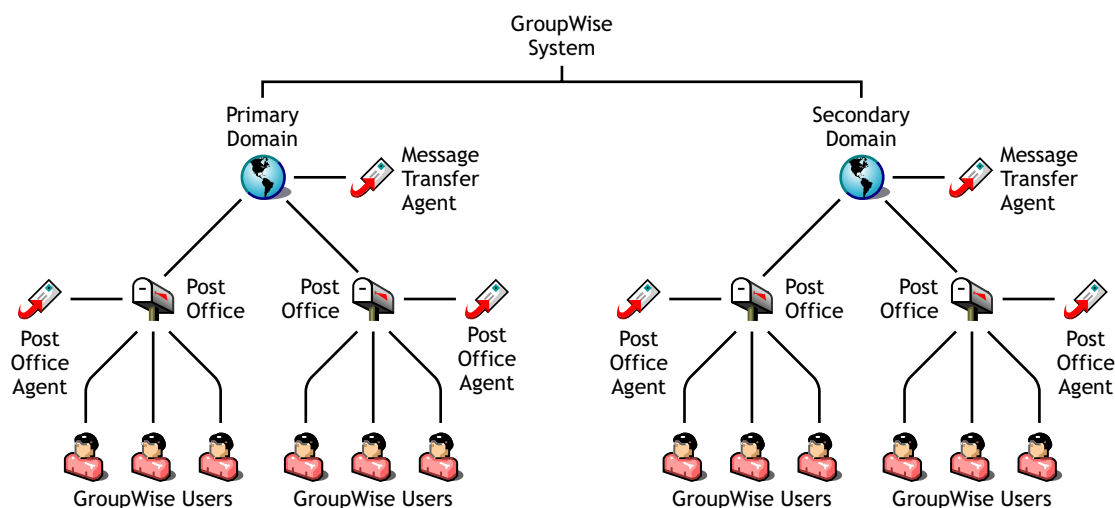 GroupWise
System
Primary
Domain
Secondary
Domain
Message
Transfer
Agent
Message
Transfer
Agent
Post
Office
Post
Office
Post
Office
Post
Office
Post
Office
Agent
Post
Office
Agent
Post
Office
Agent
Post
Office
Agent
GroupWise Users
GroupWise Users
GroupWise Users
GroupWise Users